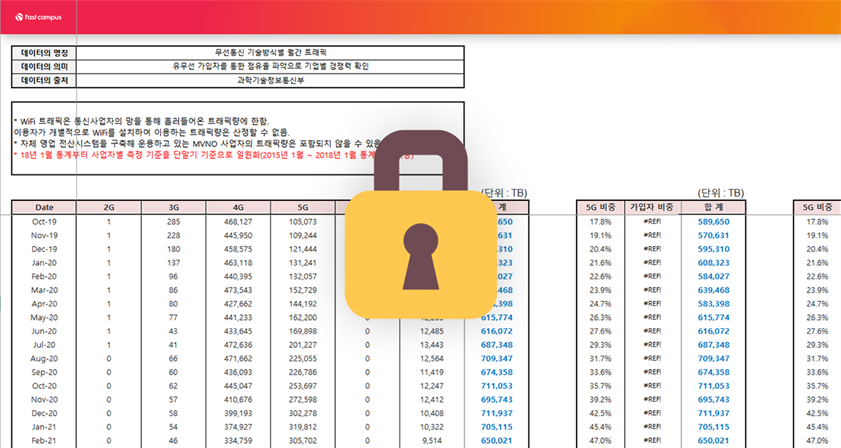 fast campus
데이터의 명칭 무선통신 기술방식별 월간 트래픽
데이터의 의미 유무선 가입자를 통한 점유율 파악으로 기업별 경쟁력 확인
데이터의 출처 과학기술정보통신부
* WiFi 트래픽은 통신사업자의 망을 통해 흘러들어온 트래픽량에 한함.
이용자가 개별적으로 WiFi를 설치하여 이용하는 트래픽량은 산정할 수 없음.
* 자체 영업 전산시스템을 구축해 운용하고 있는 MVNO 사업자의 트래픽량은 포함되지 않을 수 있음
* '18년 1월 통계부터 사업자별 측정 기준을 단말기 기준으로 일원화(2015년 1월 ~ 2018년 1월 통계
(단위 : TB) (단위 : TB)
Date 2G 3G 4G 5G 계 5G 비중 가입자 비중 합 계 5G 비중
Oct-19 1 285 468,127 105,073 650 17.8% #REF! 589,650 17.8%
Nov-19 1 228 445,950 109,244 631 19.1% #REF! 570,631 19.1%
Dec-19 1 180 458,575 121,444 310 20.4% #REF! 595,310 20.4%
Jan-20 1 137 463,118 131,241 323 21.6% #REF! 608,323 21.6%
Feb-20 1 96 440,395 132,057 027 22.6% #REF! 584,027 22.6%
Mar-20 1 86 473,543 152,729 468 23.9% #REF! 639,468 23.9%
Apr-20 1 80 427,662 144,192 398 24.7% #REF! 583,398 24.7%
May-20 1 77 441,233 162,200 0 615,774 26.3% #REF! 615,774 26.3%
Jun-20 1 43 433,645 169,898 0 12,485 616,072 27.6% #REF! 616,072 27.6%
Jul-20 1 41 472,636 201,227 0 13,443 687,348 29.3% #REF! 687,348 29.3%
Aug-20 0 66 471,662 225,055 0 12,564 709,347 31.7% #REF! 709,347 31.7%
Sep-20 0 60 436,093 226,786 0 11,419 674,358 33.6% #REF! 674,358 33.6%
Oct-20 0 62 445,047 253,697 0 12,247 711,053 35.7% #REF! 711,053 35.7%
Nov-20 0 57 410,676 272,598 0 12,412 695,743 39.2% #REF! 695,743 39.2%
Dec-20 0 58 399,193 302,278 0 10,408 711,937 42.5% #REF! 711,937 42.5%
Jan-21 0 54 374,927 319,812 0 10,322 705,115 45.4% #REF! 705,115 45.4%
Feb-21 0 46 334,759 305,702 0 9,514 650,021 47.0% #REF! 650,021 47.0%